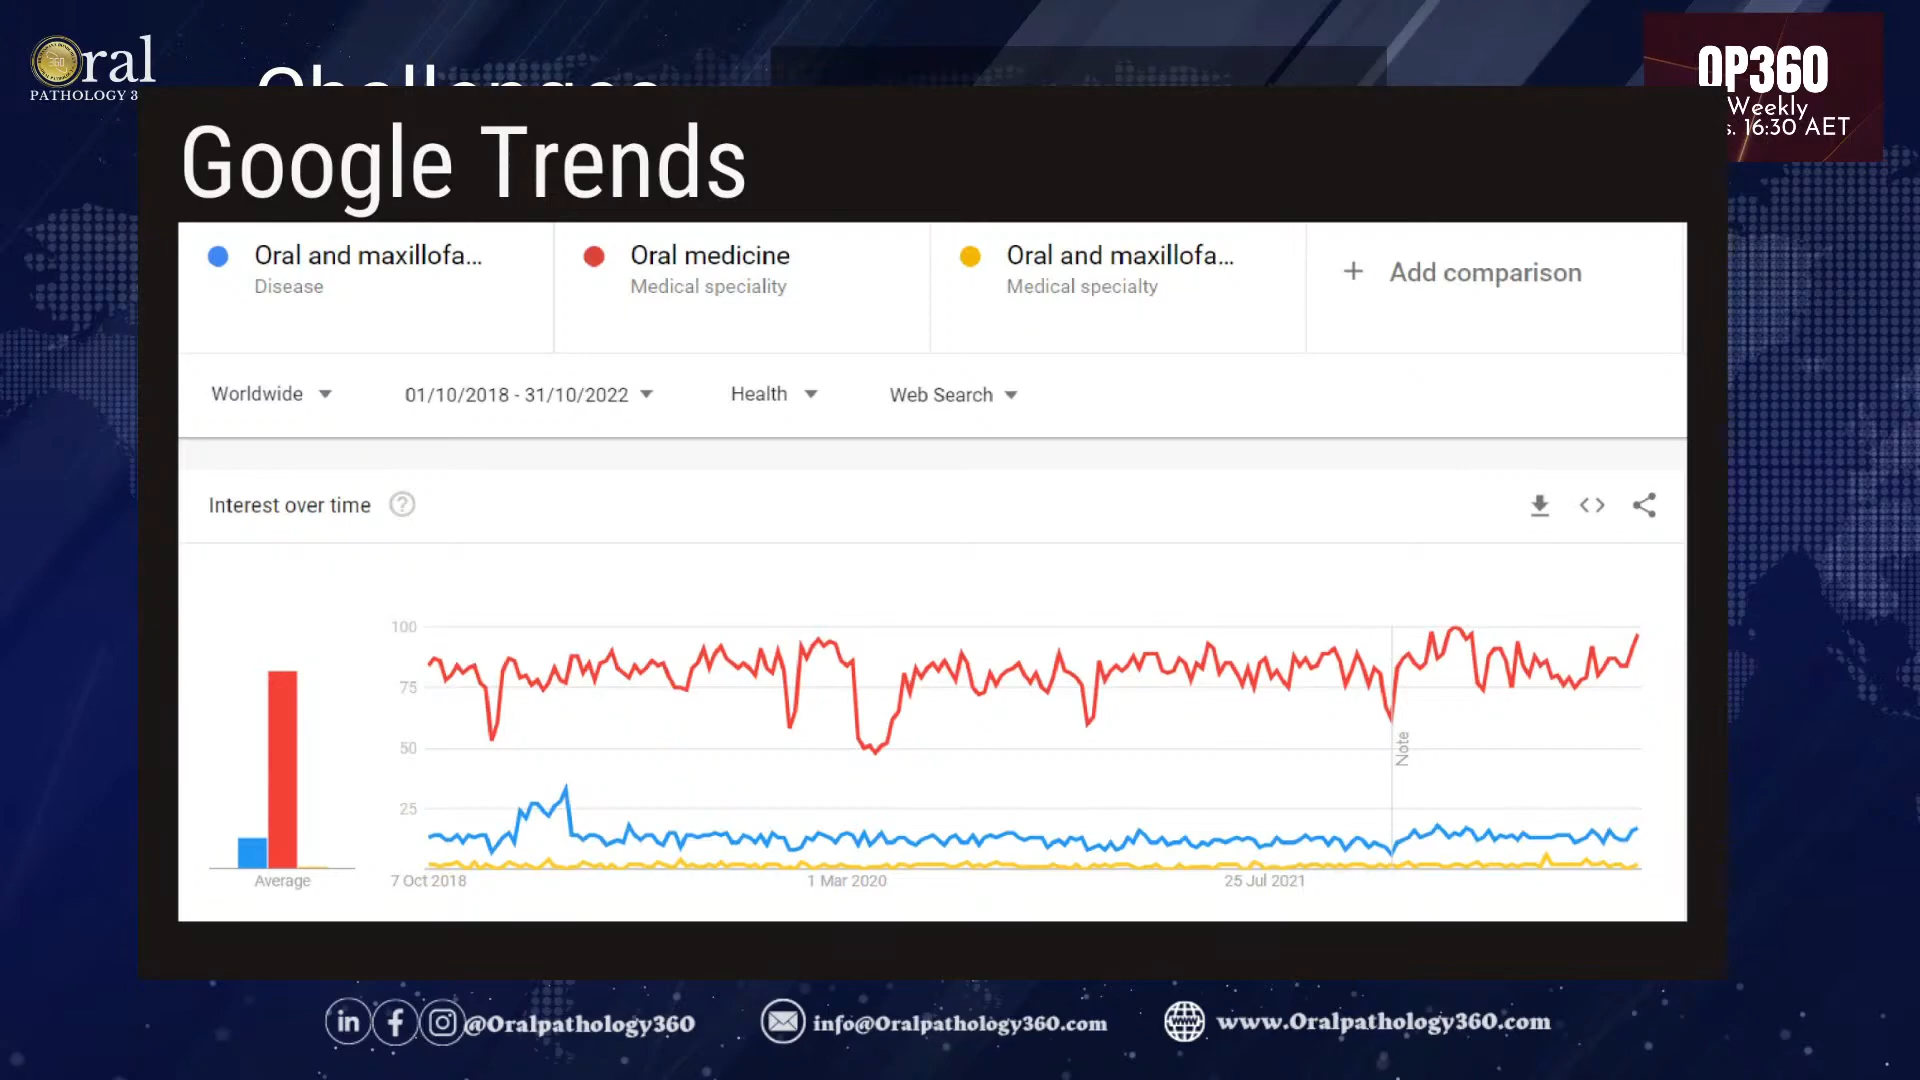 Oral
PATHOLOGY 3
Challenges
OP360
Weekly
s. 16:30 AET
Google Trends
Oral and maxillofa...
Disease
Oral medicine
Medical speciality
Oral and maxillofa...
Medical specialty
+ Add comparison
Worldwide
01/10/2018 - 31/10/2022
Health
Web Search
Interest over time
?
100
75
50
25
Note
Average
7 Oct 2018
1 Mar 2020
25 Jul 2021
@Oralpathology360
info@Oralpathology360.com
www.Oralpathology360.com